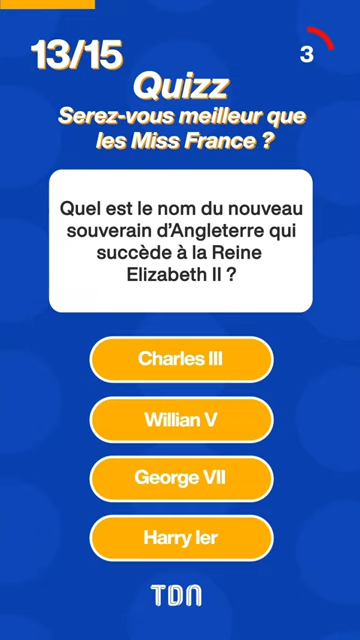 13/15
3
Quizz
Serez-vous meilleur que
les Miss France ?
Quel est le nom du nouveau
souverain d'Angleterre qui
succède à la Reine
Elizabeth II ?
Charles III
Willian V
George VII
Harry Ier
TDN